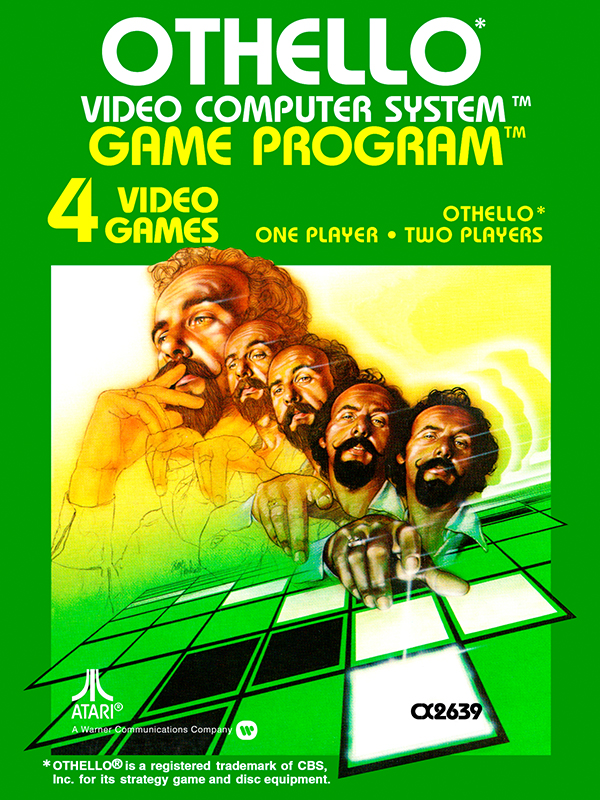 OTHELLO*
VIDEO COMPUTER SYSTEM™
GAME PROGRAM™
4 VIDEO GAMES
OTHELLO*
ONE PLAYER • TWO PLAYERS
ATARI®
A Warner Communications Company
CX2639
*OTHELLO® is a registered trademark of CBS,
Inc. for its strategy game and disc equipment.